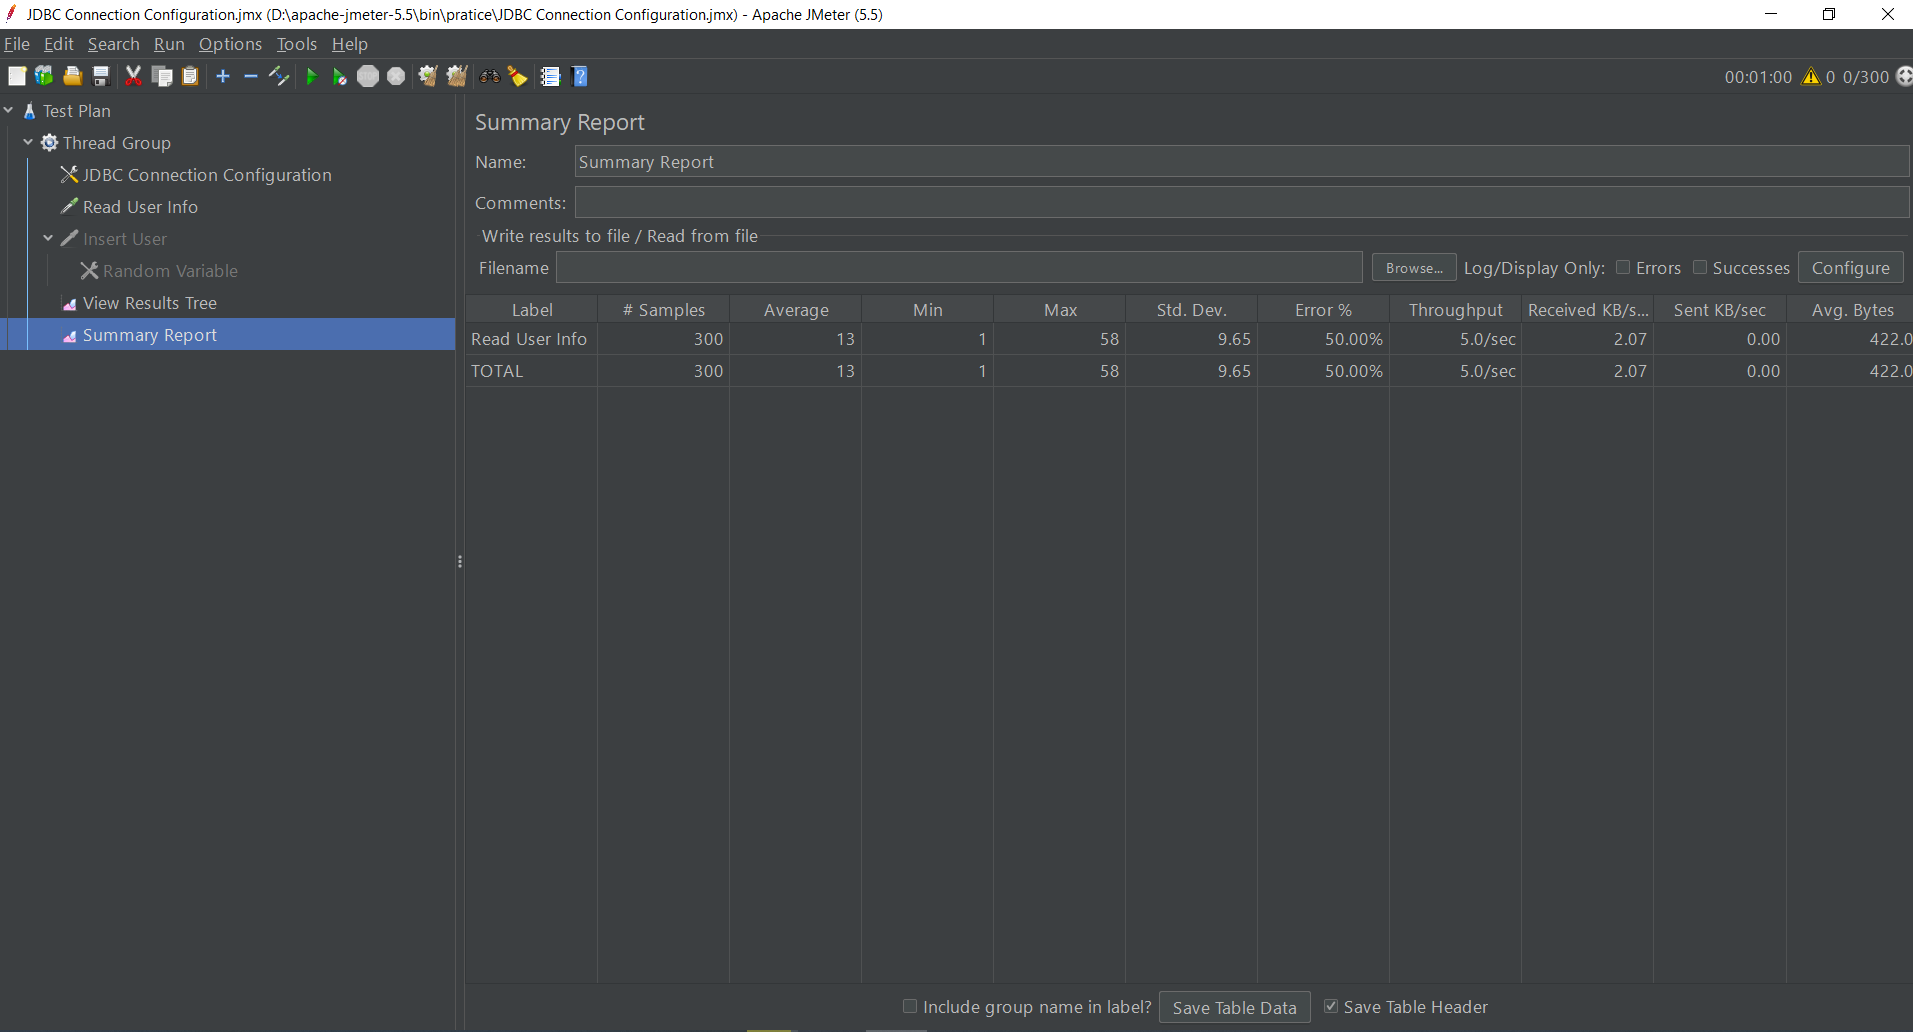 JDBC Connection Configuration.jmx (D:\apache-jmeter-5.5\bin\pratice\JDBC Connection Configuration.jmx) - Apache JMeter (5.5)
File Edit Search Run Options Tools Help
00:01:00 0 0/300
Test Plan
Thread Group
JDBC Connection Configuration
Read User Info
Insert User
Random Variable
View Results Tree
Summary Report
Summary Report
Name: Summary Report
Comments:
Write results to file / Read from file
Filename Browse... Log/Display Only: Errors Successes Configure
Label # Samples Average Min Max Std. Dev. Error % Throughput Received KB/s... Sent KB/sec Avg. Bytes
Read User Info 300 13 1 58 9.65 50.00% 5.0/sec 2.07 0.00 422.0
TOTAL 300 13 1 58 9.65 50.00% 5.0/sec 2.07 0.00 422.0
Include group name in label? Save Table Data Save Table Header